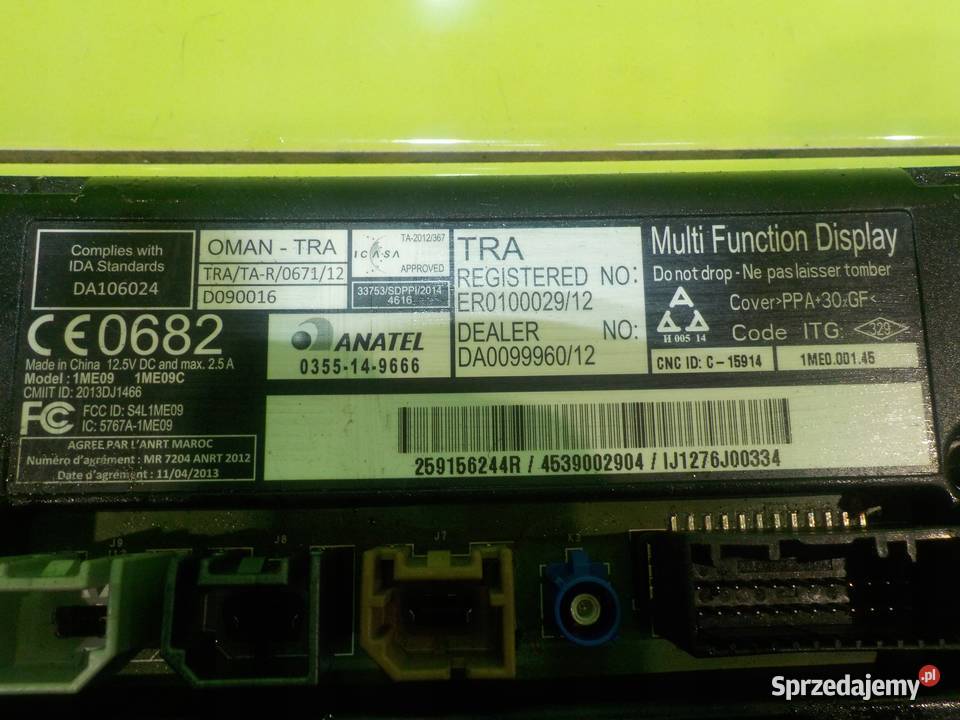 Complies with
IDA Standards
DA106024
OMAN - TRA
TRA/TA-R/0671/12
D090016
TA-2012/367
ICASA
APPROVED
33753/SDPPI/2014
4616
TRA
REGISTERED NO:
ER0100029/12
DEALER NO:
DA0099960/12
Multi Function Display
Do not drop - Ne pas laisser tomber
Cover>PPA+30%GF<
H 005 14
Code ITG: 329
CNC ID: C-15914
1ME0.001.45
CE0682
Made in China 12.5V DC and max. 2.5 A
Model : 1ME09 1ME09C
CMIIT ID: 2013DJ1466
FC FCC ID: S4L1ME09
IC: 5767A-1ME09
AGREE PAR L'ANRT MAROC
Numéro d'agrément : MR 7204 ANRT 2012
Date d'agrément : 11/04/2013
ANATEL
0355-14-9666
259156244R / 4539002904 / IJ1276J00334
J9
J8
J7
Sprzedajemy.pl